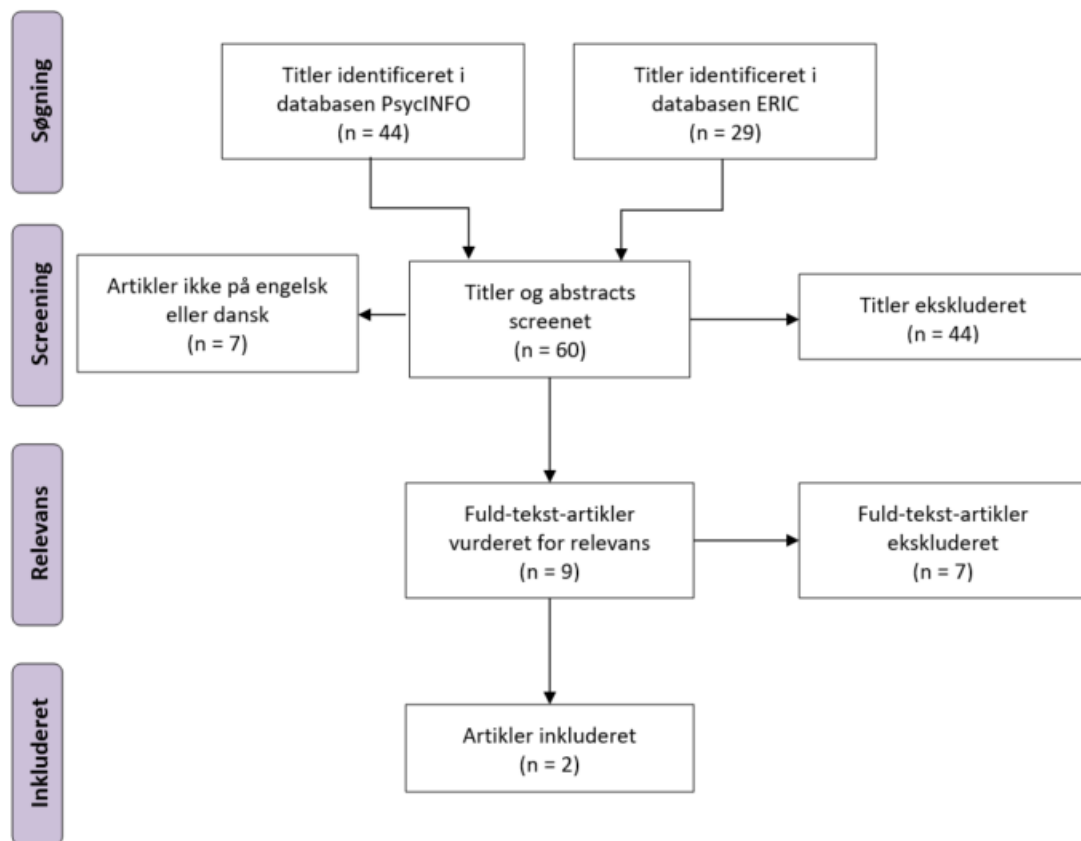 Søgning
Titler identificeret i
databasen PsycINFO
(n = 44)
Titler identificeret i
databasen ERIC
(n = 29)
Screening
Artikler ikke på engelsk
eller dansk
(n = 7)
Titler og abstracts
screenet
(n = 60)
Titler ekskluderet
(n = 44)
Relevans
Fuld-tekst-artikler
vurderet for relevans
(n = 9)
Fuld-tekst-artikler
ekskluderet
(n = 7)
Inkluderet
Artikler inkluderet
(n = 2)